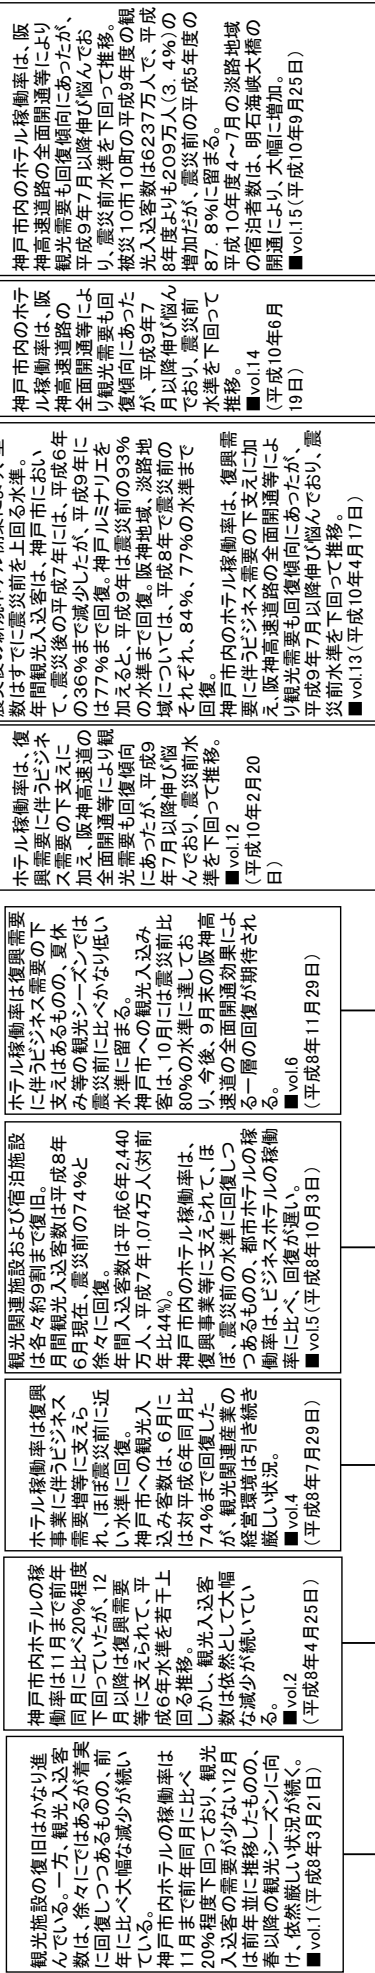 観光施設の復旧はかなり進
んでいる。一方、観光入込客
数は、徐々にではあるが着実
に回復しつつあるものの、前
年に比べ大幅な減少が続い
ている。
神戸市内ホテルの稼働率は
11月まで前年同月に比べ
20%程度下回っており、観光
入込客の需要が少ない12月
は前年並に推移したものの、
春以降の観光シーズンに向
け、依然厳しい状況が続く。
■vol.1(平成8年3月21日)
神戸市内ホテルの稼
働率は11月まで前年
同月に比べ20%程度
下回っていたが、12
月以降は復興需要
等に支えられて、平
成6年水準を若干上
回る推移。
しかし、観光入込客
数は依然として大幅
な減少が続いてい
る。
■vol.2
(平成8年4月25日)
ホテル稼働率は復興
事業に伴うビジネス
需要増等に支えら
れ、ほぼ震災前に近
い水準に回復。
神戸市への観光入
込み客数は、6月に
は対平成6年同月比
74%まで回復した
が、観光関連産業の
経営環境は引き続き
厳しい状況。
■vol.4
(平成8年7月29日)
観光関連施設および宿泊施設
は各々約9割まで復旧。
月間観光入込客数は平成8年
6月現在、震災前の74%と
徐々に回復。
年間入込客数は平成6年2,440
万人、平成7年1,074万人(対前
年比44%)。
神戸市内のホテル稼働率は、
復興事業等に支えられて、ほ
ぼ、震災前の水準に回復しつ
つあるものの、都市ホテルの稼
働率は、ビジネスホテルの稼働
率に比べ、回復が遅い。
■vol.5(平成8年10月3日)
ホテル稼働率は復興需要
に伴うビジネス需要の下
支えはあるものの、夏休
み等の観光シーズンでは
震災前に比べかなり低い
水準に留まる。
神戸市への観光入込み
客は、10月には震災前比
80%の水準に達してお
り、今後、9月末の阪神高
速道の全面開通効果によ
る一層の回復が期待され
る。
■vol.6
(平成8年11月29日)
ホテル稼働率は、復
興需要に伴うビジネ
ス需要の下支えに
加え、阪神高速道の
全面開通等により観
光需要も回復傾向
にあったが、平成9
年7月以降伸び悩
んでおり、震災前水
準を下回って推移。
■vol.12
(平成10年2月20
日)
数はすでに震災前を上回る水準。
年間観光入込客は、神戸市におい
て、震災後の平成7年には、平成6年
の36%まで減少したが、平成9年に
は77%まで回復。神戸ルミナリエを
加えると、平成9年は震災前の93%
の水準まで回復。阪神地域、淡路地
域については、平成8年で震災前の
それぞれ、84%、77%の水準まで
回復。
神戸市内のホテル稼働率は、復興需
要に伴うビジネス需要の下支えに加
え、阪神高速道の全面開通等によ
り観光需要も回復傾向にあったが、
平成9年7月以降伸び悩んでおり、震
災前水準を下回って推移。
■vol.13(平成10年4月17日)
神戸市内のホテ
ル稼働率は、阪
神高速道路の
全面開通等によ
り観光需要も回
復傾向にあった
が、平成9年7
月以降伸び悩ん
でおり、震災前
水準を下回って
推移。
■vol.14
(平成10年6月
19日)
神戸市内のホテル稼働率は、阪
神高速道路の全面開通等により
観光需要も回復傾向にあったが、
平成9年7月以降伸び悩んでお
り、震災前水準を下回って推移。
被災10市10町の平成9年度の観
光入込客数は6237万人で、平成
8年度よりも209万人(3.4%)の
増加だが、震災前の平成5年度の
87.8%に留まる。
平成10年度4~7月の淡路地域
の宿泊者数は、明石海峡大橋の
開通により、大幅に増加。
■vol.15(平成10年9月25日)